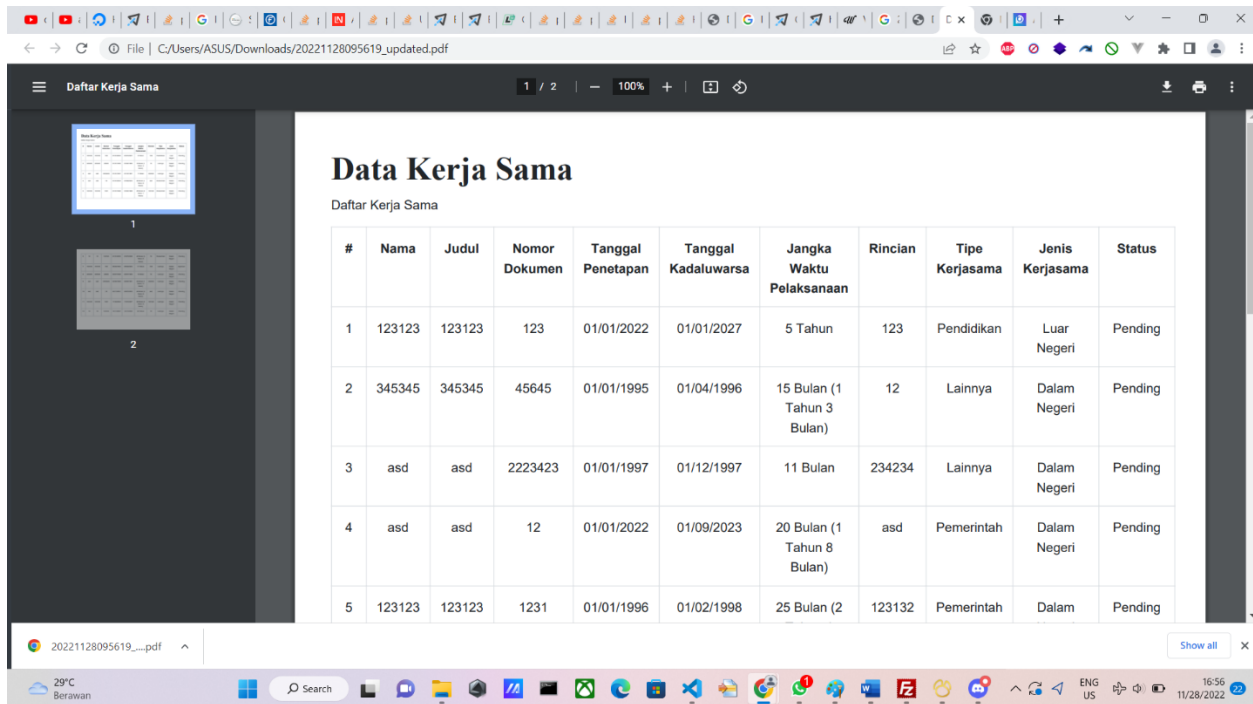 File | C:/Users/ASUS/Downloads/20221128095619_updated.pdf
Daftar Kerja Sama
1 / 2 | − 100% +
1
2
Data Kerja Sama
Daftar Kerja Sama
# Nama Judul Nomor Dokumen Tanggal Penetapan Tanggal Kadaluwarsa Jangka Waktu Pelaksanaan Rincian Tipe Kerjasama Jenis Kerjasama Status
1 123123 123123 123 01/01/2022 01/01/2027 5 Tahun 123 Pendidikan Luar Negeri Pending
2 345345 345345 45645 01/01/1995 01/04/1996 15 Bulan (1 Tahun 3 Bulan) 12 Lainnya Dalam Negeri Pending
3 asd asd 2223423 01/01/1997 01/12/1997 11 Bulan 234234 Lainnya Dalam Negeri Pending
4 asd asd 12 01/01/2022 01/09/2023 20 Bulan (1 Tahun 8 Bulan) asd Pemerintah Dalam Negeri Pending
5 123123 123123 1231 01/01/1996 01/02/1998 25 Bulan (2 123132 Pemerintah Dalam Pending
20221128095619_....pdf
Show all
29°C
Berawan
Search
ENG
US
16:56
11/28/2022
22